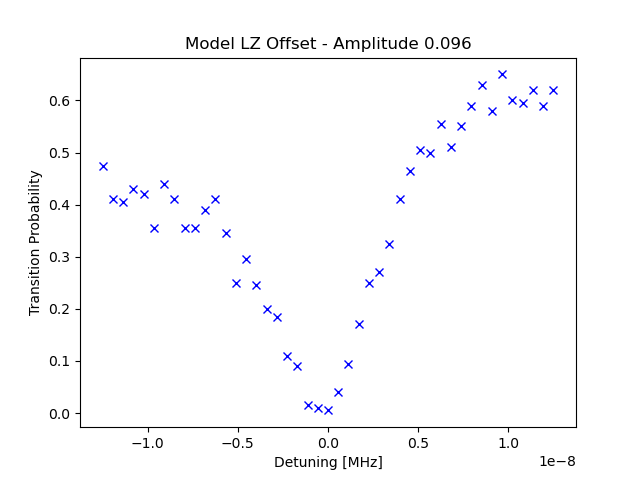 Model LZ Offset - Amplitude 0.096
Transition Probability
0.6
0.5
0.4
0.3
0.2
0.1
0.0
−1.0 −0.5 0.0 0.5 1.0
1e−8
Detuning [MHz]